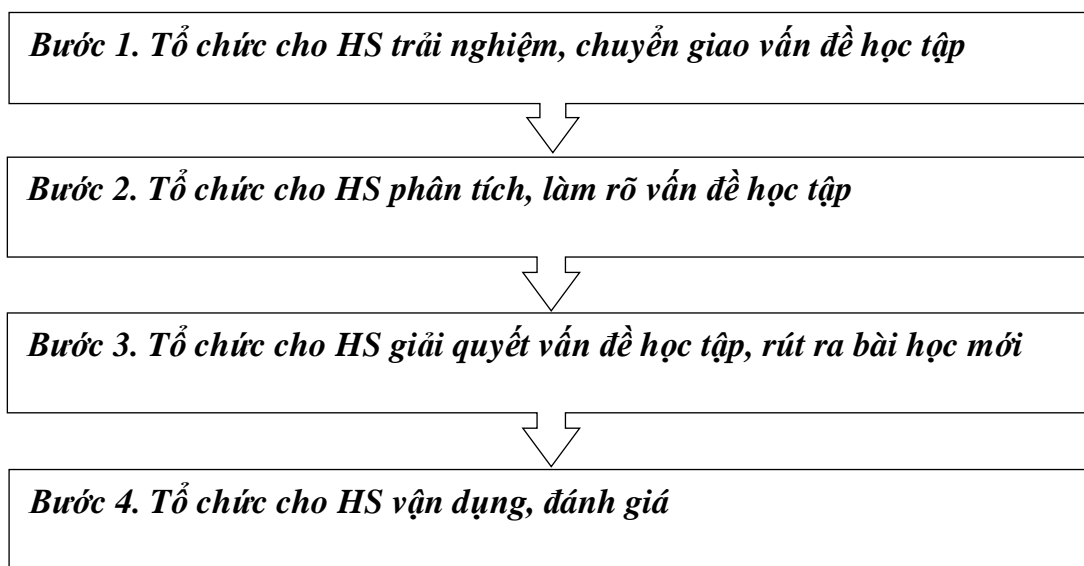 Bước 1. Tổ chức cho HS trải nghiệm, chuyển giao vấn đề học tập
Bước 2. Tổ chức cho HS phân tích, làm rõ vấn đề học tập
Bước 3. Tổ chức cho HS giải quyết vấn đề học tập, rút ra bài học mới
Bước 4. Tổ chức cho HS vận dụng, đánh giá